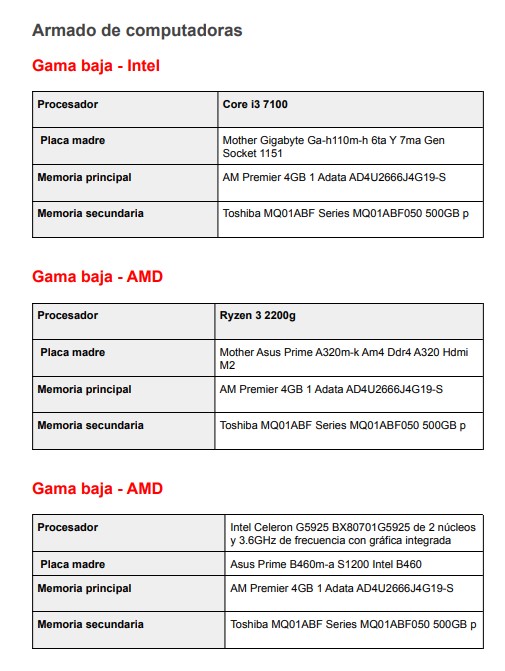 Armado de computadoras
Gama baja - Intel
Procesador Core i3 7100
Placa madre Mother Gigabyte Ga-h110m-h 6ta Y 7ma Gen
Socket 1151
Memoria principal AM Premier 4GB 1 Adata AD4U2666J4G19-S
Memoria secundaria Toshiba MQ01ABF Series MQ01ABF050 500GB p
Gama baja - AMD
Procesador Ryzen 3 2200g
Placa madre Mother Asus Prime A320m-k Am4 Ddr4 A320 Hdmi
M2
Memoria principal AM Premier 4GB 1 Adata AD4U2666J4G19-S
Memoria secundaria Toshiba MQ01ABF Series MQ01ABF050 500GB p
Gama baja - AMD
Procesador Intel Celeron G5925 BX80701G5925 de 2 núcleos
y 3.6GHz de frecuencia con gráfica integrada
Placa madre Asus Prime B460m-a S1200 Intel B460
Memoria principal AM Premier 4GB 1 Adata AD4U2666J4G19-S
Memoria secundaria Toshiba MQ01ABF Series MQ01ABF050 500GB p